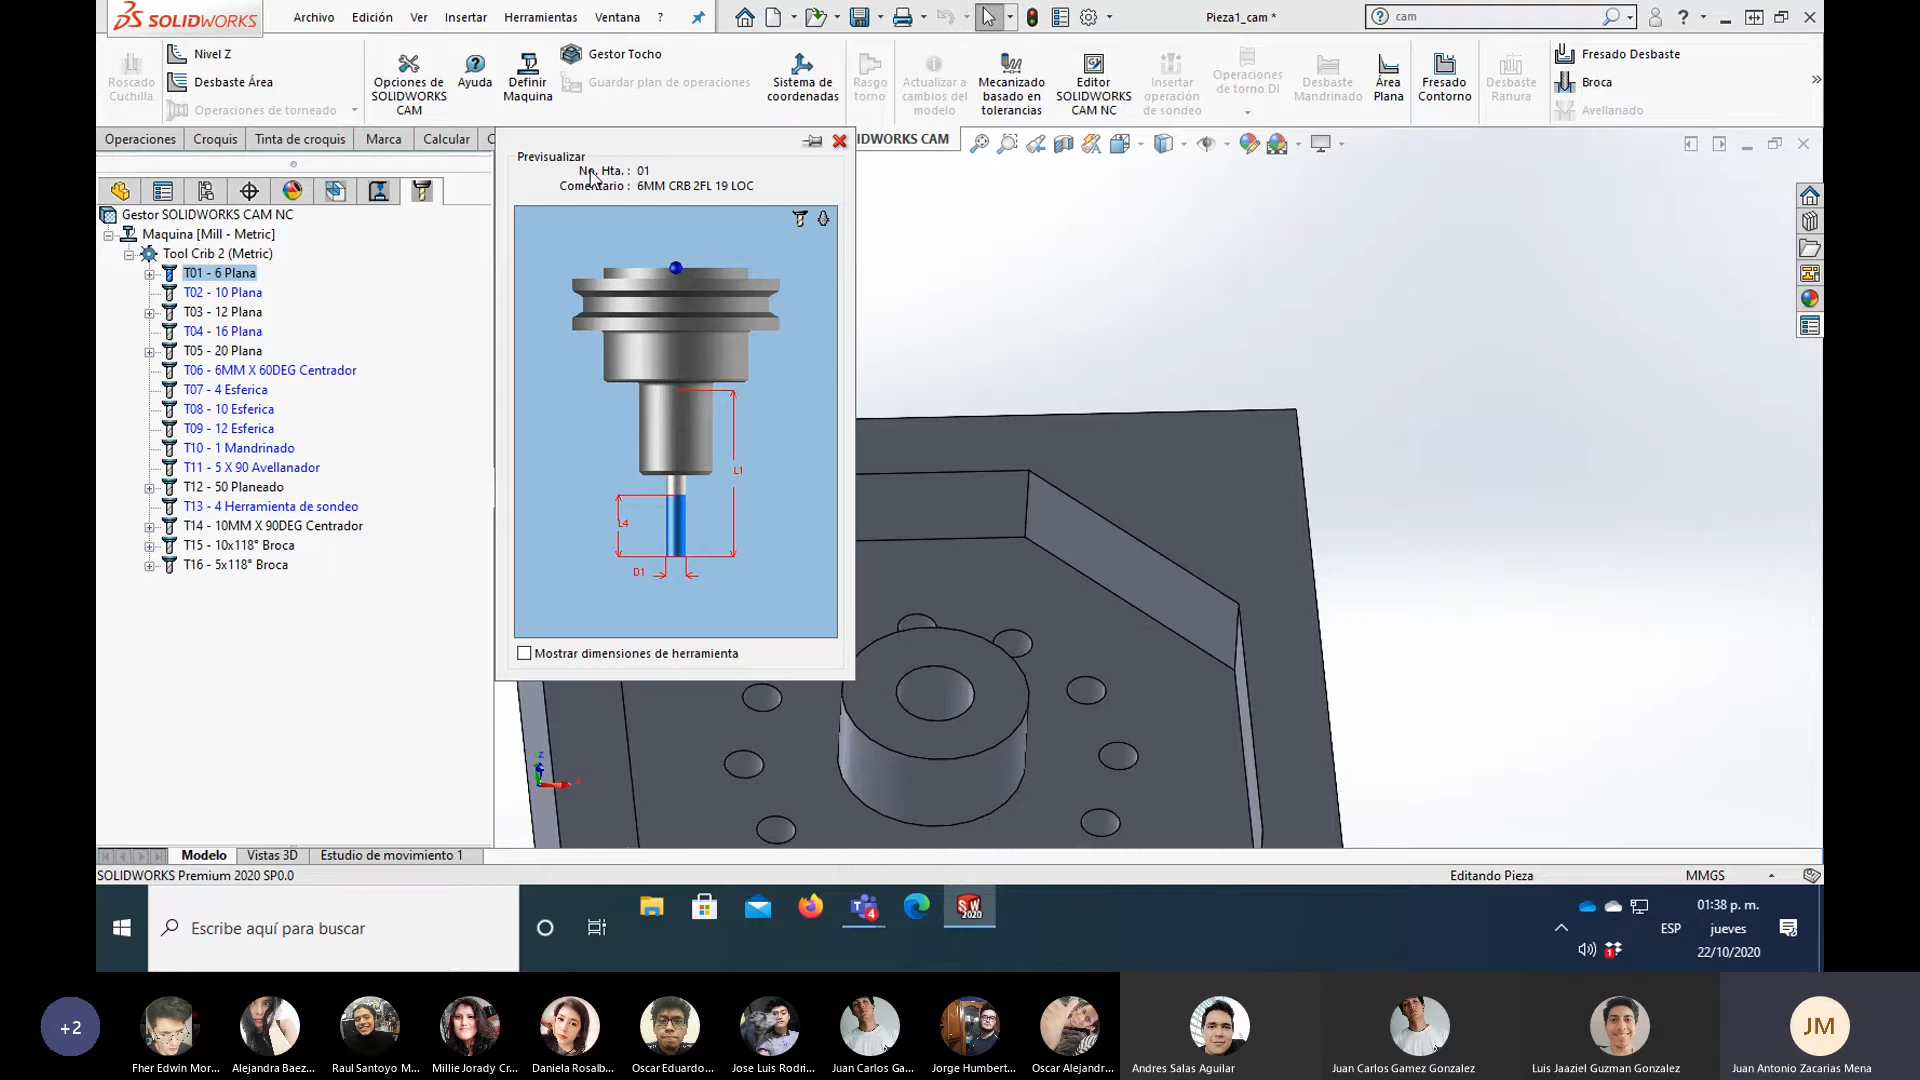 SOLIDWORKS
Archivo Edición Ver Insertar Herramientas Ventana ?
Pieza1_cam *
cam
Roscado Cuchilla
Nivel Z
Desbaste Área
Operaciones de torneado
Opciones de SOLIDWORKS CAM
Ayuda
Definir Maquina
Gestor Tocho
Guardar plan de operaciones
Sistema de coordenadas
Rasgo torno
Actualizar a cambios del modelo
Mecanizado basado en tolerancias
Editor SOLIDWORKS CAM NC
Insertar operación de sondeo
Operaciones de torno DI
Desbaste Mandrinado
Área Plana
Fresado Contorno
Desbaste Ranura
Fresado Desbaste
Broca
Avellanado
Operaciones Croquis Tinta de croquis Marca Calcular
IDWORKS CAM
Gestor SOLIDWORKS CAM NC
Maquina [Mill - Metric]
Tool Crib 2 (Metric)
T01 - 6 Plana
T02 - 10 Plana
T03 - 12 Plana
T04 - 16 Plana
T05 - 20 Plana
T06 - 6MM X 60DEG Centrador
T07 - 4 Esferica
T08 - 10 Esferica
T09 - 12 Esferica
T10 - 1 Mandrinado
T11 - 5 X 90 Avellanador
T12 - 50 Planeado
T13 - 4 Herramienta de sondeo
T14 - 10MM X 90DEG Centrador
T15 - 10x118° Broca
T16 - 5x118° Broca
Previsualizar
No. Hta. : 01
Comentario : 6MM CRB 2FL 19 LOC
L1
L4
D1
Mostrar dimensiones de herramienta
Z
X
Modelo Vistas 3D Estudio de movimiento 1
SOLIDWORKS Premium 2020 SP0.0
Editando Pieza
MMGS
Escribe aquí para buscar
4
SW 2020
ESP
01:38 p. m.
jueves
22/10/2020
1
+2
Fher Edwin Mor...
Alejandra Baez...
Raul Santoyo M...
Millie Jorady Cr...
Daniela Rosalb...
Oscar Eduardo...
Jose Luis Rodri...
Juan Carlos Ga...
Jorge Humbert...
Oscar Alejandr...
Andres Salas Aguilar
Juan Carlos Gamez Gonzalez
Luis Jaaziel Guzman Gonzalez
JM
Juan Antonio Zacarias Mena